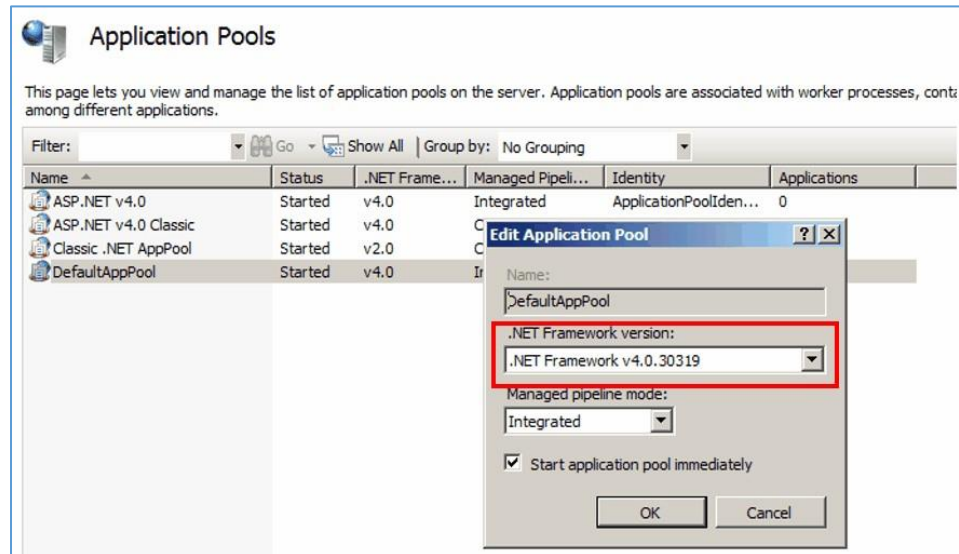 Application Pools
This page lets you view and manage the list of application pools on the server. Application pools are associated with worker processes, conta
among different applications.
Filter: Go Show All Group by: No Grouping
Name Status .NET Frame... Managed Pipeli... Identity Applications
ASP.NET v4.0 Started v4.0 Integrated ApplicationPoolIden... 0
ASP.NET v4.0 Classic Started v4.0 C
Classic .NET AppPool Started v2.0 C
DefaultAppPool Started v4.0 In
Edit Application Pool
Name:
DefaultAppPool
.NET Framework version:
.NET Framework v4.0.30319
Managed pipeline mode:
Integrated
Start application pool immediately
OK Cancel